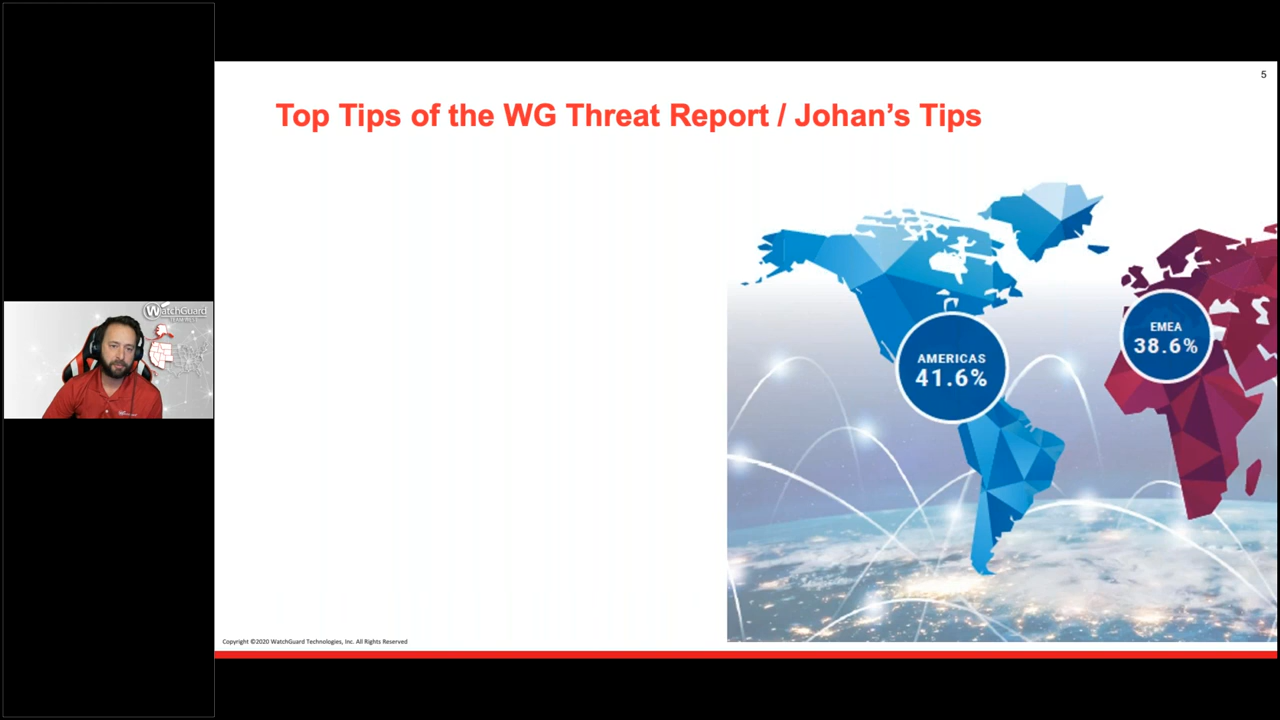 5
Top Tips of the WG Threat Report / Johan’s Tips
AMERICAS
41.6%
EMEA
38.6%
WatchGuard
Copyright ©2020 WatchGuard Technologies, Inc. All Rights Reserved